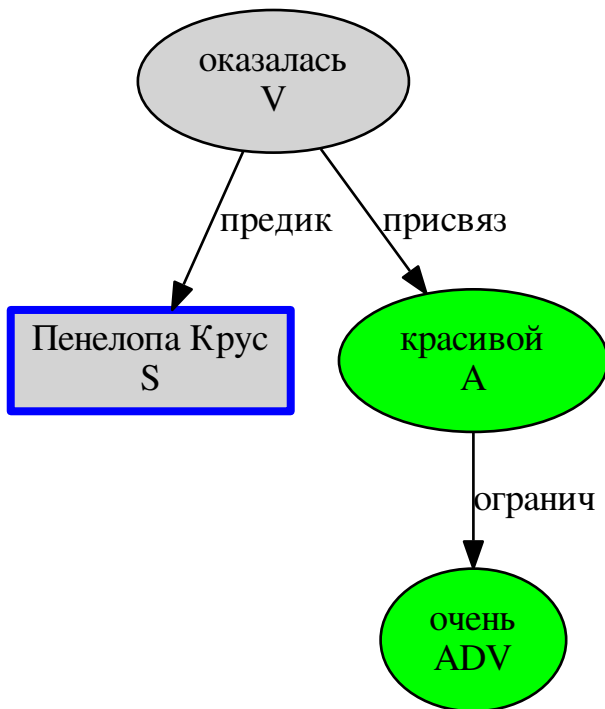 оказалась
V
предик
присвяз
Пенелопа Крус
S
красивой
A
огранич
очень
ADV